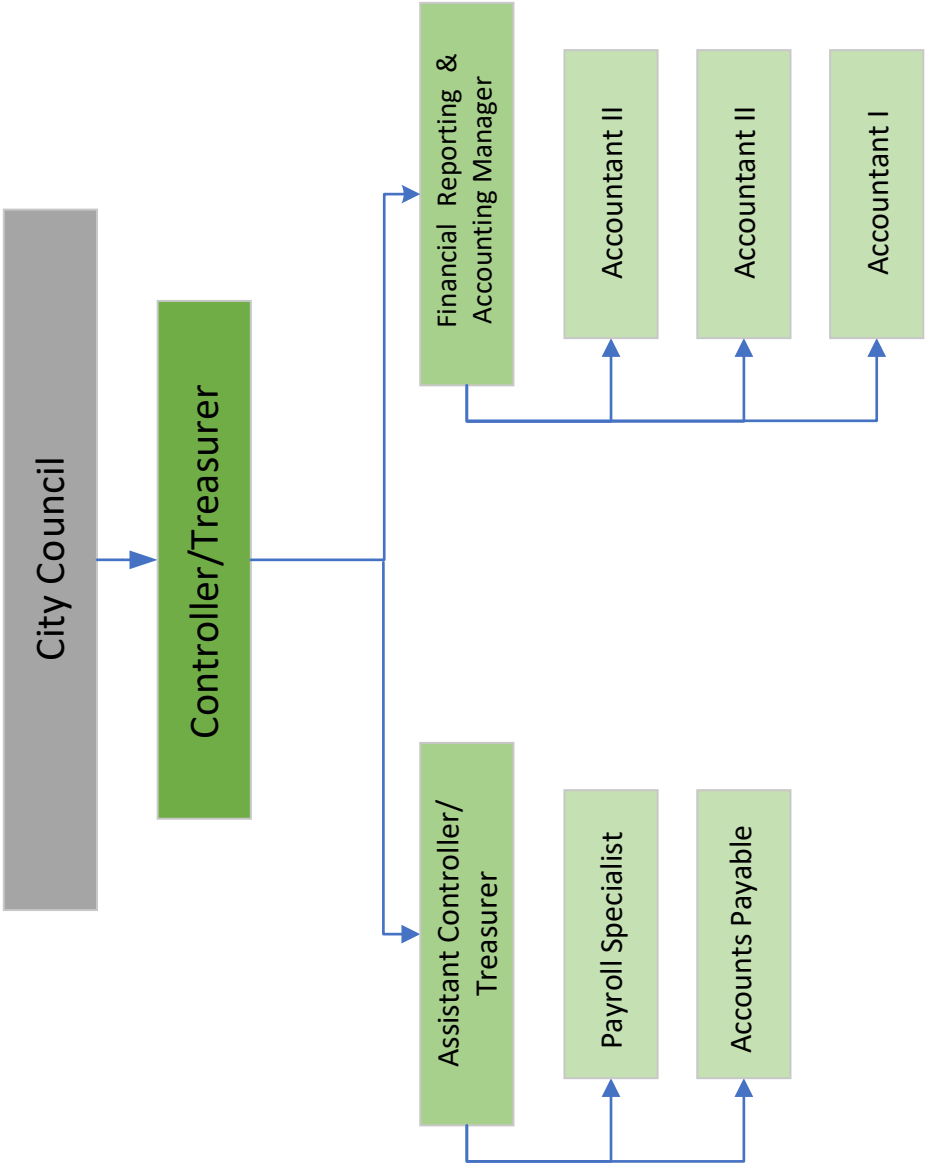 City Council
Controller/Treasurer
Assistant Controller/
Treasurer
Payroll Specialist
Accounts Payable
Financial Reporting &
Accounting Manager
Accountant II
Accountant II
Accountant I